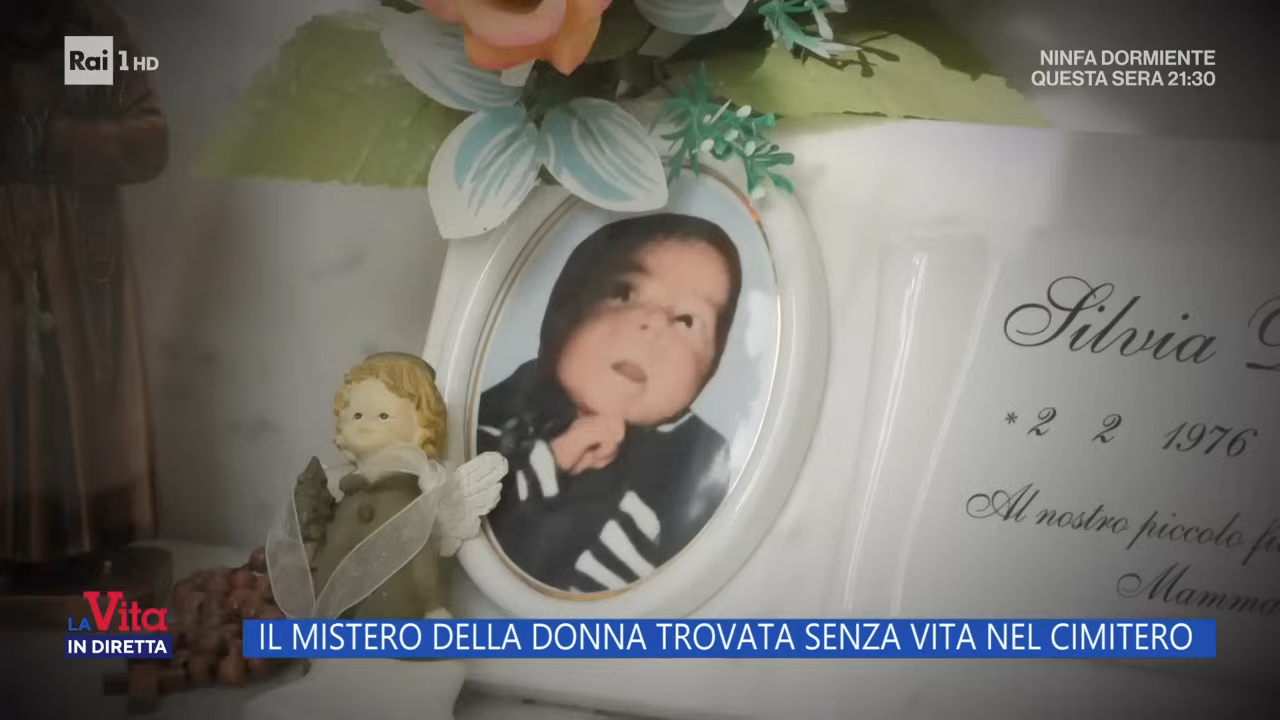 Rai 1 HD
NINFA DORMIENTE
QUESTA SERA 21:30
Silvia
* 2 2 1976
Al nostro piccolo
Mamma
LA Vita
IN DIRETTA
IL MISTERO DELLA DONNA TROVATA SENZA VITA NEL CIMITERO